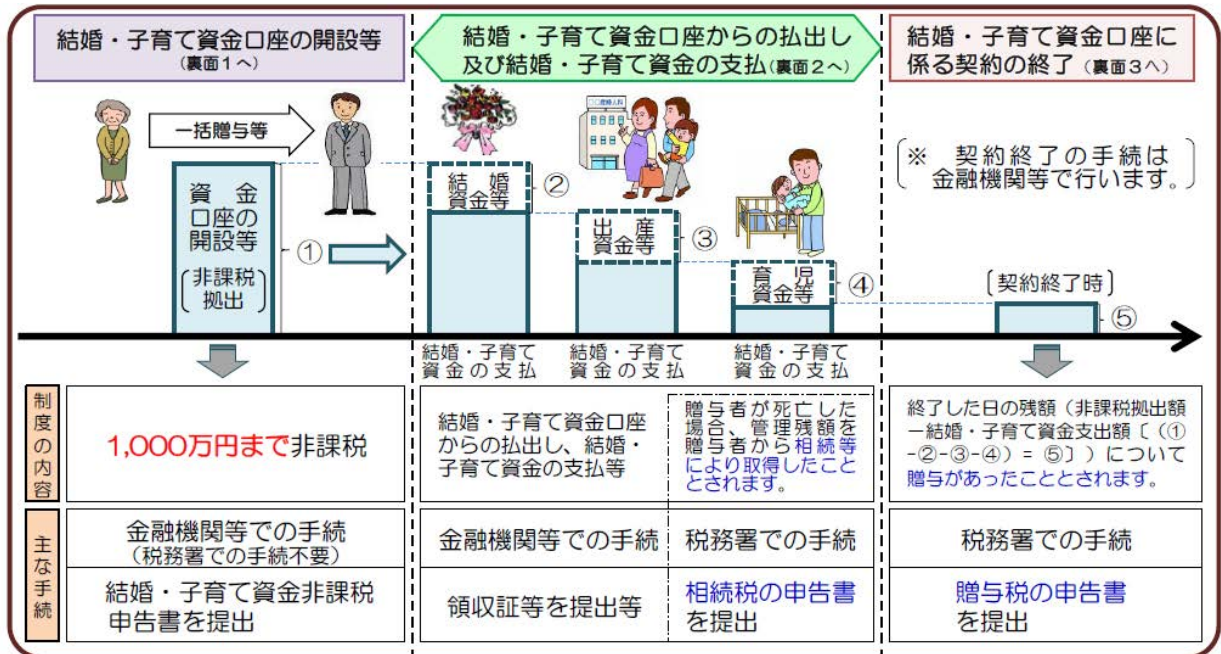 結婚・子育て資金口座の開設等
(裏面1へ)
結婚・子育て資金口座からの払出し
及び結婚・子育て資金の支払(裏面2へ)
結婚・子育て資金口座に
係る契約の終了(裏面3へ)
一括贈与等
資金
口座の
開設等
〔非課税
拠出〕
①
結婚
資金等
②
〇〇産婦人科
出産
資金等
③
育児
資金等
④
〔※ 契約終了の手続は
金融機関等で行います。〕
〔契約終了時〕
⑤
結婚・子育て
資金の支払
結婚・子育て
資金の支払
結婚・子育て
資金の支払
制度の内容
1,000万円まで非課税
結婚・子育て資金口座
からの払出し、結婚・
子育て資金の支払等
贈与者が死亡した
場合、管理残額を
贈与者から相続等
により取得したこと
とされます。
終了した日の残額(非課税拠出額
-結婚・子育て資金支出額〔(①
-②-③-④)=⑤〕)について
贈与があったこととされます。
主な手続
金融機関等での手続
(税務署での手続不要)
金融機関等での手続
税務署での手続
税務署での手続
結婚・子育て資金非課税
申告書を提出
領収証等を提出等
相続税の申告書
を提出
贈与税の申告書
を提出